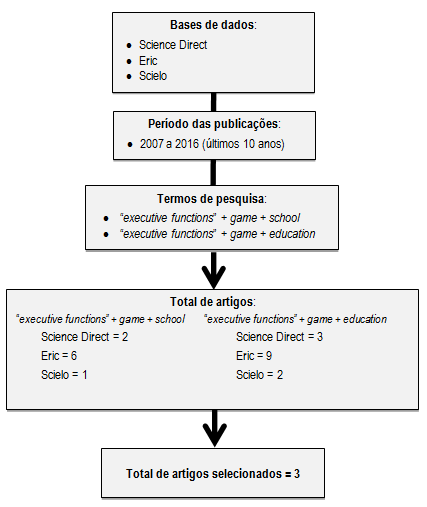 Bases de dados:
● Science Direct
● Eric
● Scielo
Período das publicações:
● 2007 a 2016 (últimos 10 anos)
Termos de pesquisa:
● “executive functions” + game + school
● “executive functions” + game + education
Total de artigos:
“executive functions” + game + school “executive functions” + game + education
Science Direct = 2 Science Direct = 3
Eric = 6 Eric = 9
Scielo = 1 Scielo = 2
Total de artigos selecionados = 3